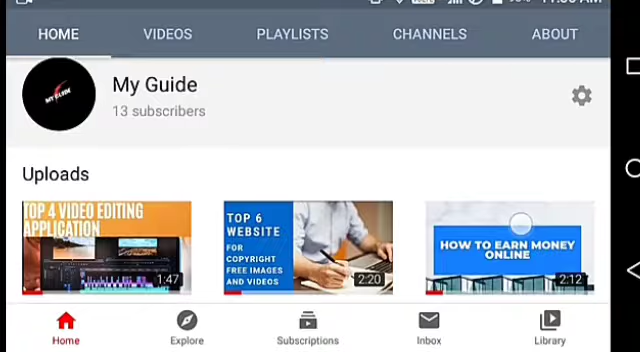 HOME VIDEOS PLAYLISTS CHANNELS ABOUT
MY GUIDE
My Guide
13 subscribers
Uploads
TOP 4 VIDEO EDITING
APPLICATION
1:47
TOP 6
WEBSITE
FOR
COPYRIGHT
FREE IMAGES
AND VIDEOS
2:20
HOW TO EARN MONEY
ONLINE
2:12
Home Explore Subscriptions Inbox Library